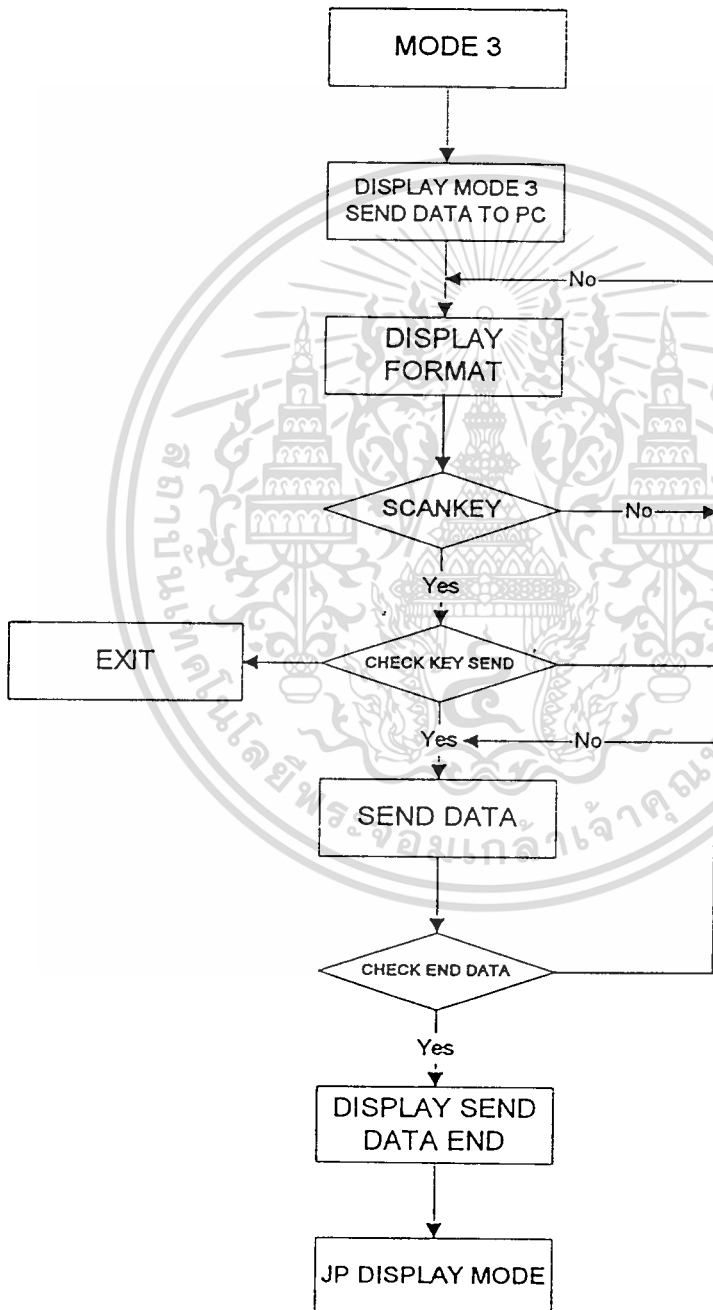 MODE 3
DISPLAY MODE 3
SEND DATA TO PC
No
DISPLAY
FORMAT
SCANKEY
No
Yes
EXIT
CHECK KEY SEND
Yes
No
SEND DATA
CHECK END DATA
Yes
DISPLAY SEND
DATA END
JP DISPLAY MODE